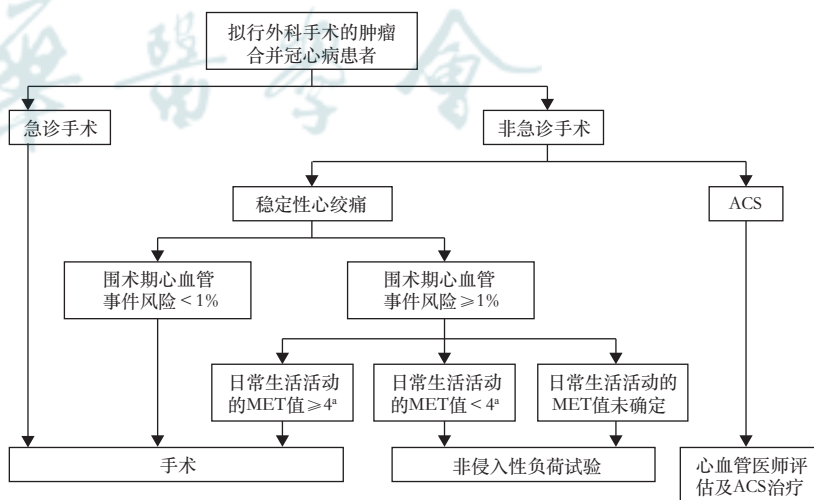 華醫學會
拟行外科手术的肿瘤
合并冠心病患者
急诊手术
非急诊手术
稳定性心绞痛
ACS
围术期心血管
事件风险<1%
围术期心血管
事件风险≥1%
日常生活活动
的MET值≥4ᵃ
日常生活活动
的MET值<4ᵃ
日常生活活动的
MET值未确定
手术
非侵入性负荷试验
心血管医师评
估及ACS治疗